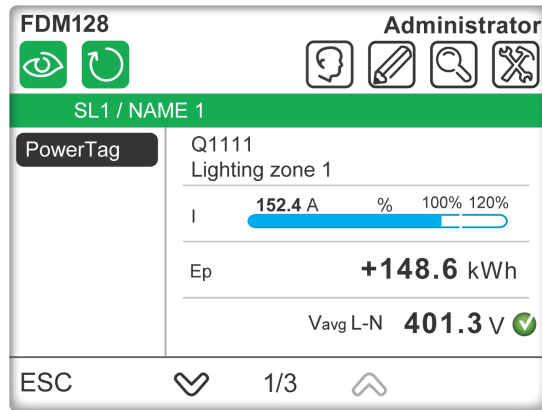 FDM128 Administrator
SL1 / NAME 1
PowerTag
Q1111
Lighting zone 1
I 152.4 A % 100% 120%
Ep +148.6 kWh
Vavg L-N 401.3 V
ESC 1/3